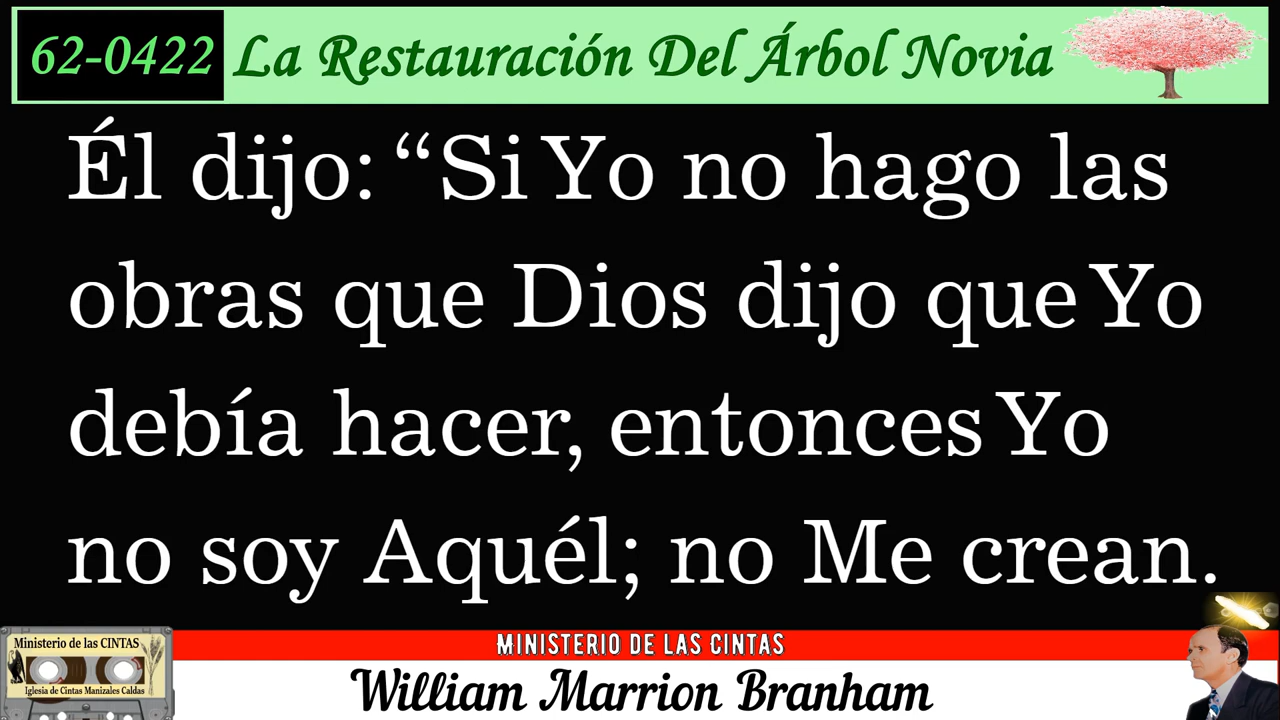 62-0422 La Restauración Del Árbol Novia
Él dijo: “Si Yo no hago las
obras que Dios dijo que Yo
debía hacer, entonces Yo
no soy Aquél; no Me crean.
MINISTERIO DE LAS CINTAS
Ministerio de las CINTAS
Iglesia de Cintas Manizales Caldas
William Marrion Branham